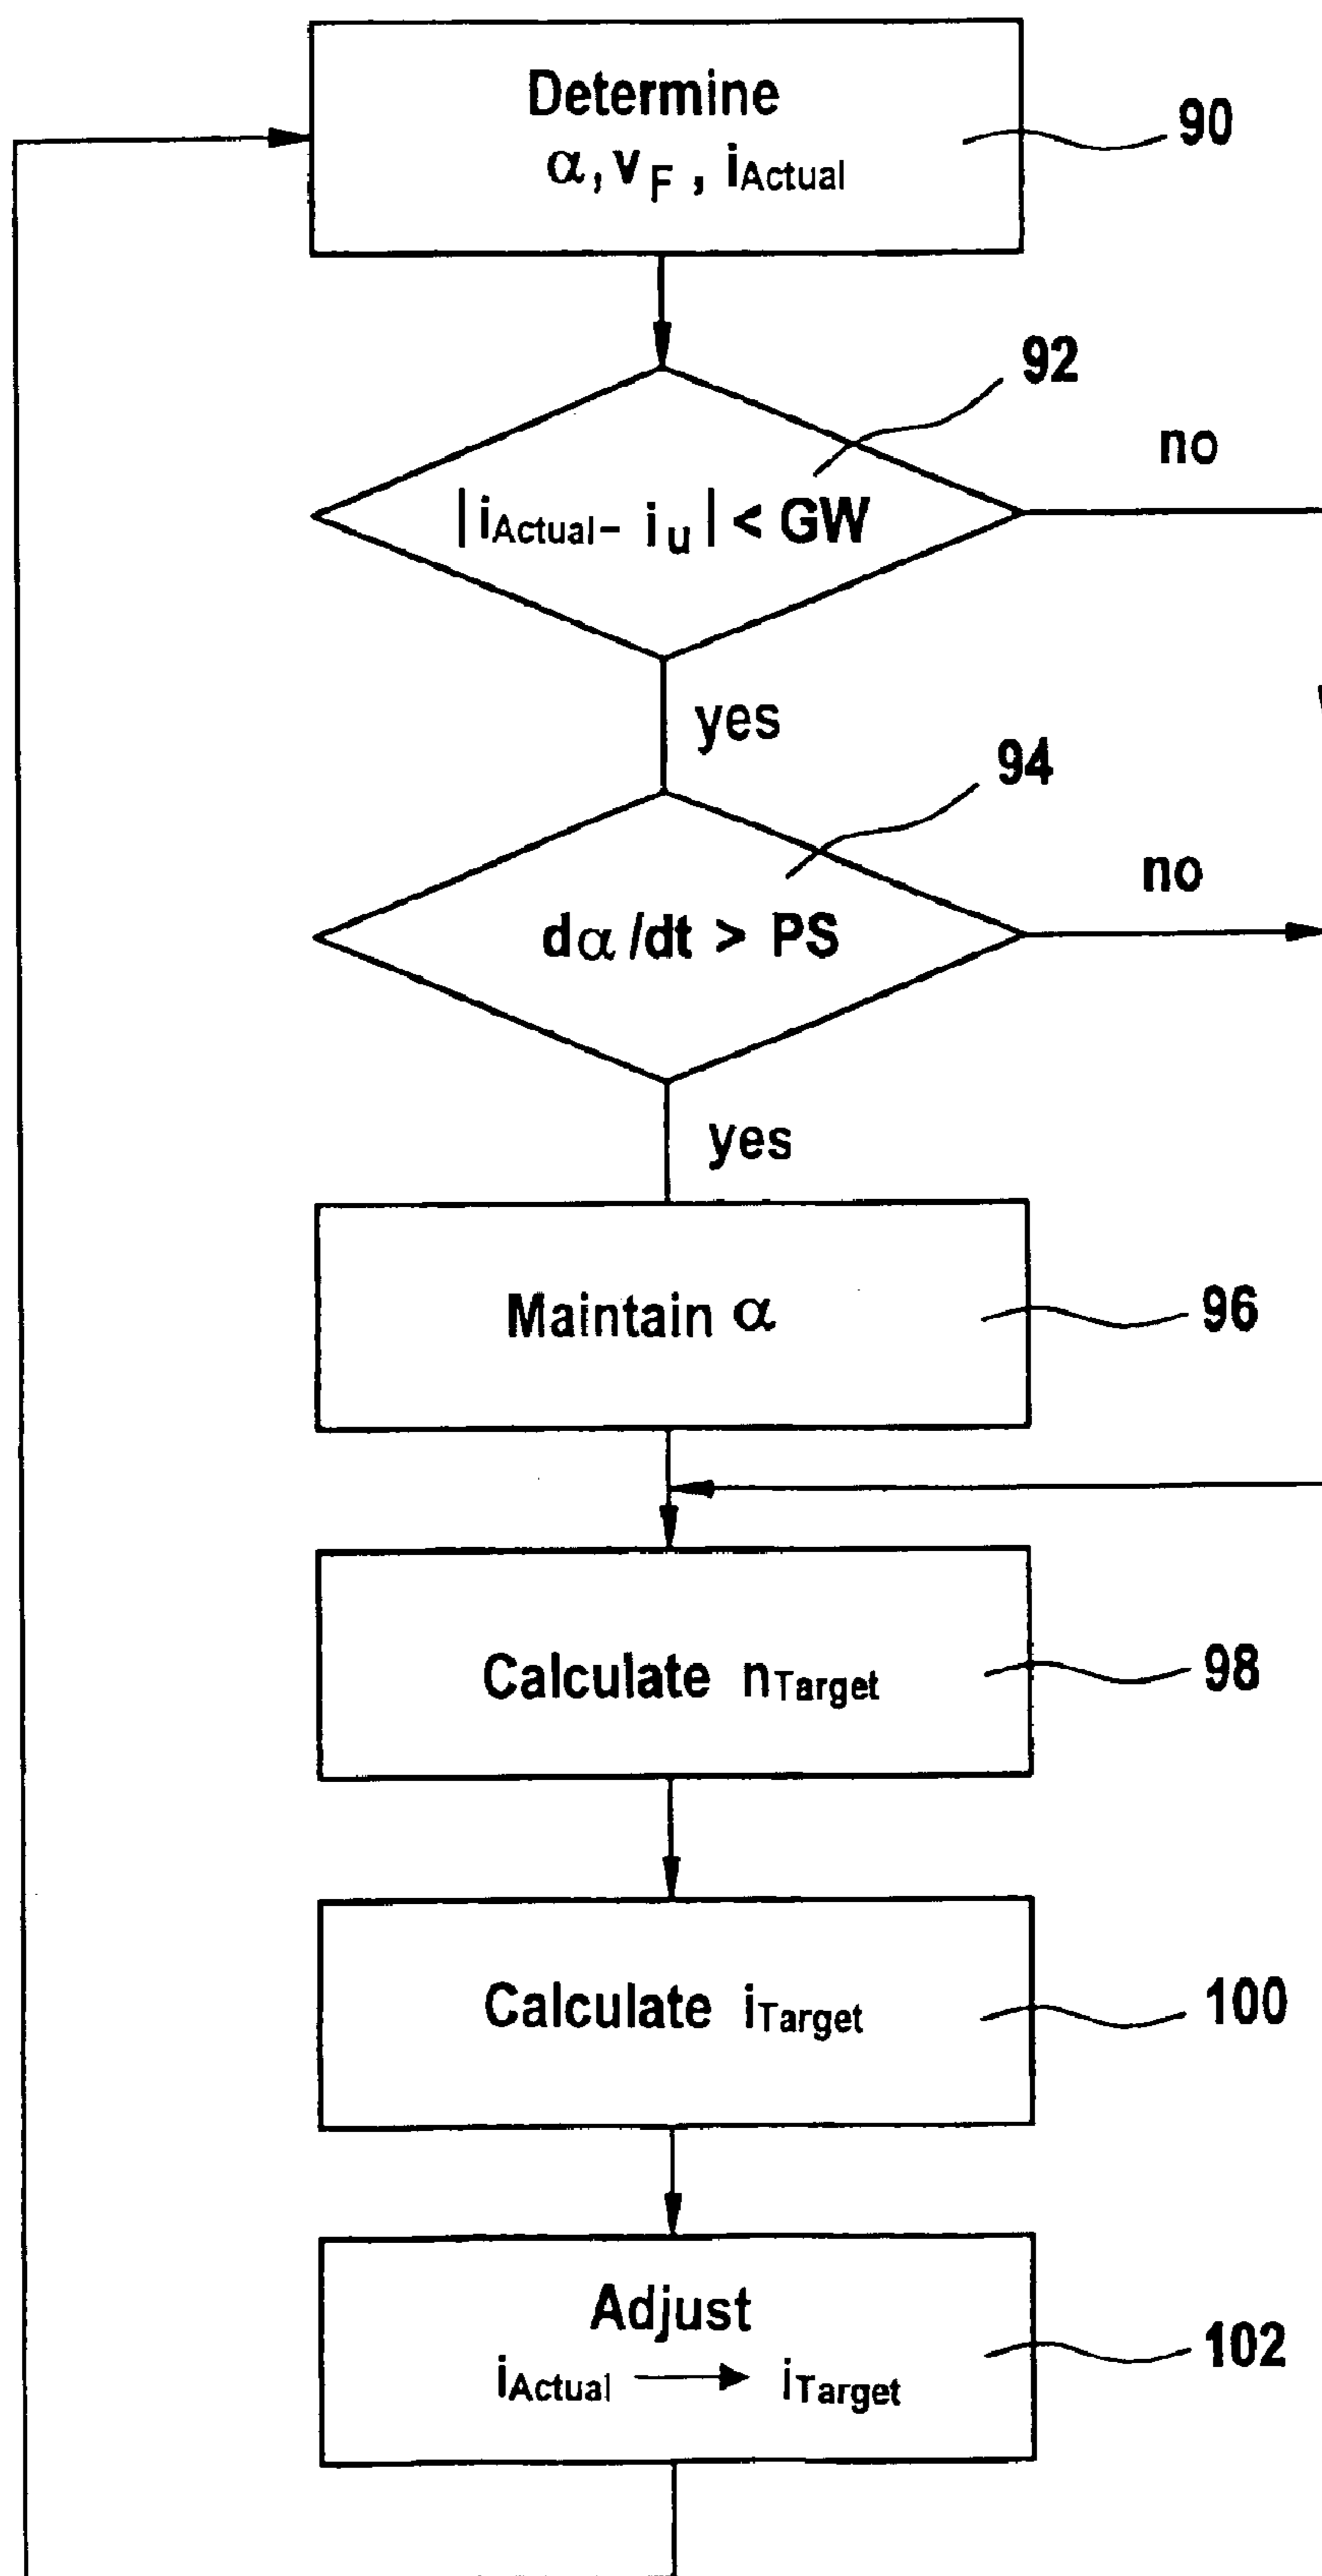 Determine
α, v_F, i_Actual
90
92
no
|i_Actual - i_u| < GW
yes
94
no
dα/dt > PS
yes
Maintain α
96
Calculate n_Target
98
Calculate i_Target
100
Adjust
i_Actual → i_Target
102